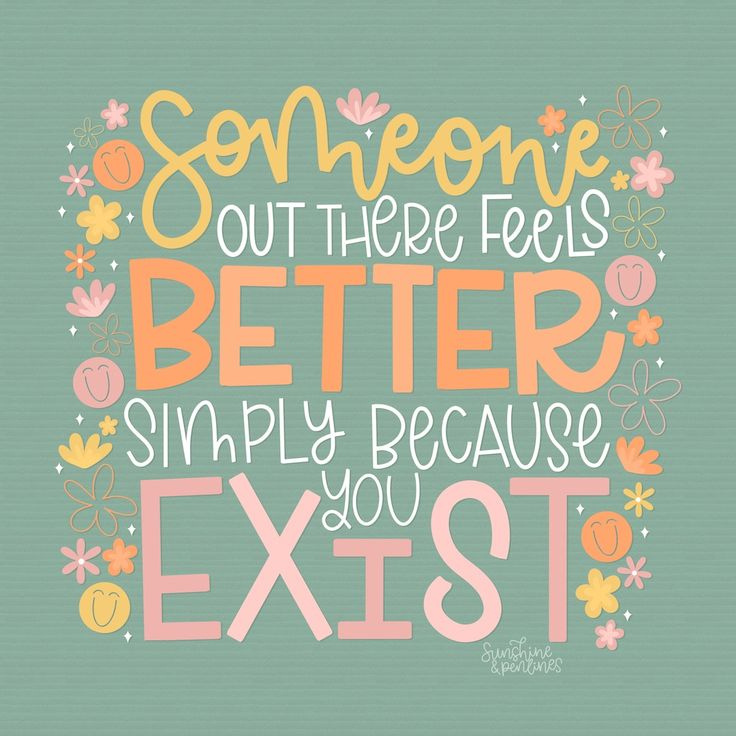 Someone
OUT THERE FEELS
BETTER
SIMPLY BECAUSE
YOU
EXIST
Sunshine
& penlines